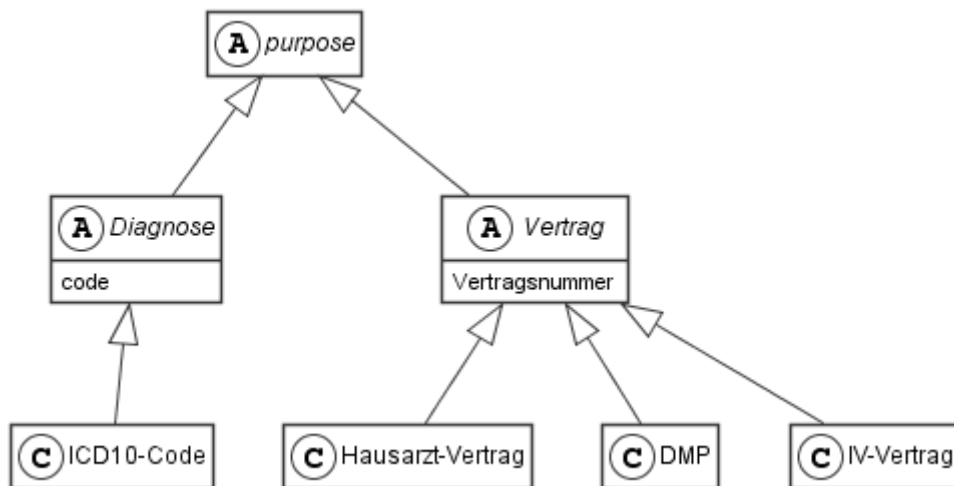 A purpose
A Diagnose
code
A Vertrag
Vertragsnummer
C ICD10-Code
C Hausarzt-Vertrag
C DMP
C IV-Vertrag